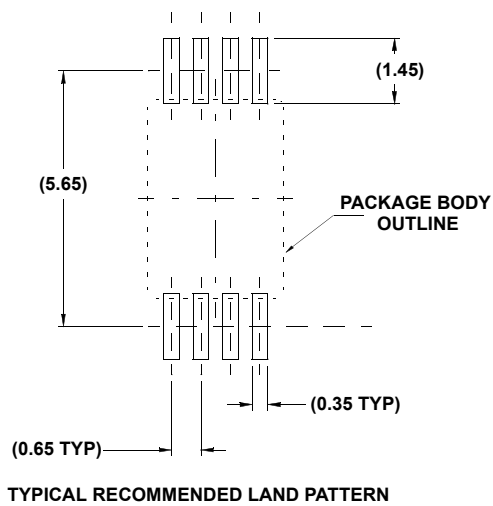 (1.45)
(5.65)
PACKAGE BODY
OUTLINE
(0.35 TYP)
(0.65 TYP)
TYPICAL RECOMMENDED LAND PATTERN